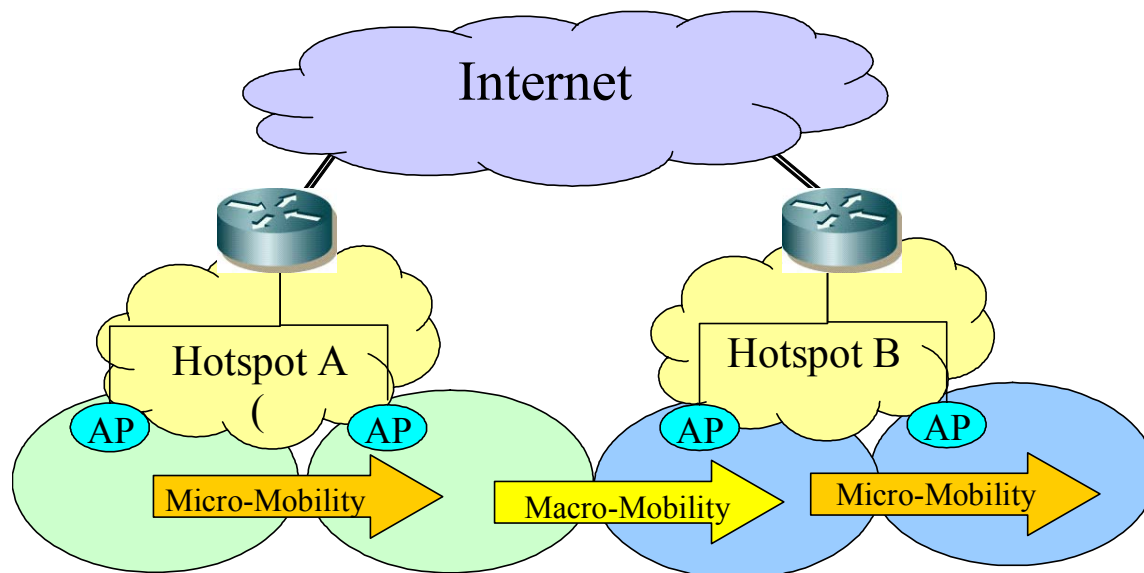 Internet
Hotspot A
(
Hotspot B
AP
AP
AP
AP
Micro-Mobility
Macro-Mobility
Micro-Mobility